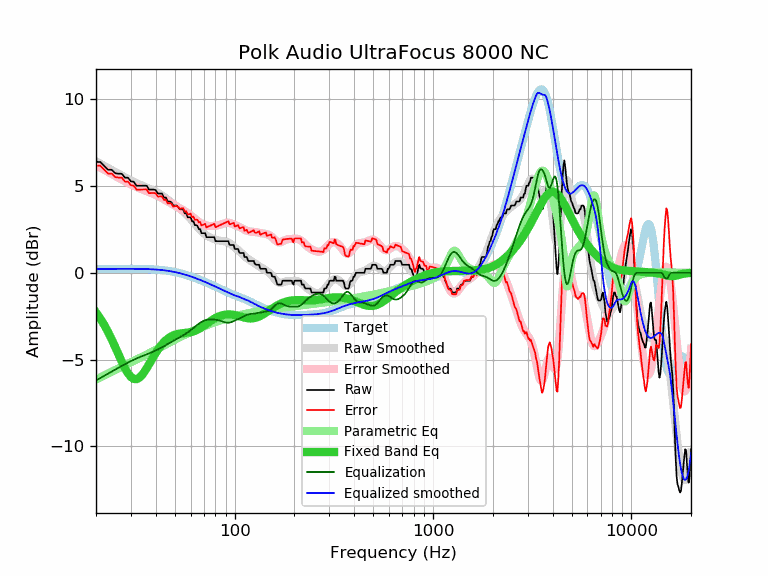 Polk Audio UltraFocus 8000 NC
10
5
0
−5
−10
Amplitude (dBr)
Target
Raw Smoothed
Error Smoothed
Raw
Error
Parametric Eq
Fixed Band Eq
Equalization
Equalized smoothed
100 1000 10000
Frequency (Hz)